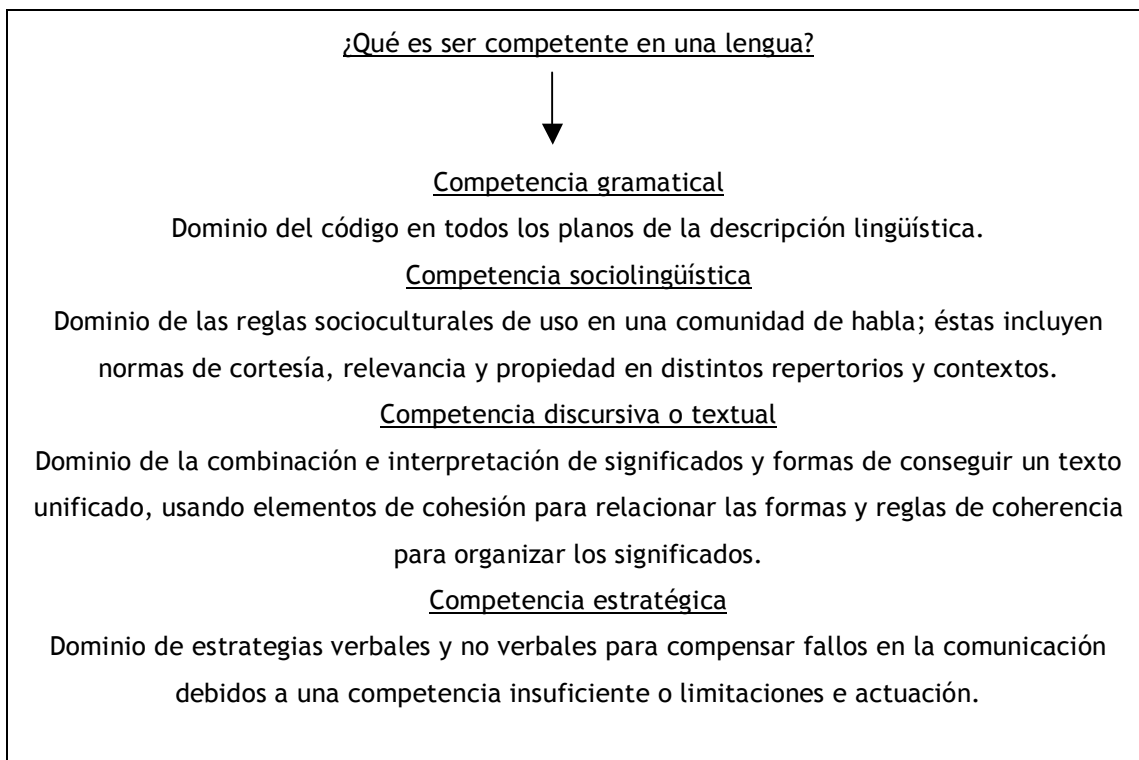 ¿Qué es ser competente en una lengua?
Competencia gramatical
Dominio del código en todos los planos de la descripción lingüística.
Competencia sociolingüística
Dominio de las reglas socioculturales de uso en una comunidad de habla; éstas incluyen
normas de cortesía, relevancia y propiedad en distintos repertorios y contextos.
Competencia discursiva o textual
Dominio de la combinación e interpretación de significados y formas de conseguir un texto
unificado, usando elementos de cohesión para relacionar las formas y reglas de coherencia
para organizar los significados.
Competencia estratégica
Dominio de estrategias verbales y no verbales para compensar fallos en la comunicación
debidos a una competencia insuficiente o limitaciones e actuación.